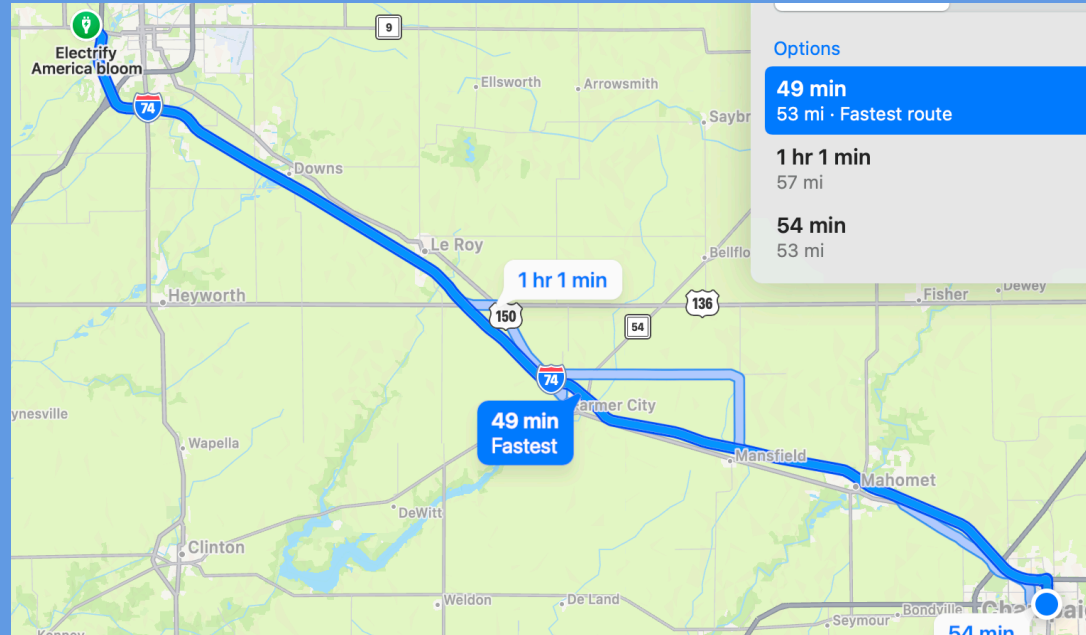 9
Electrify
America bloom
Ellsworth
Arrowsmith
74
Saybr
Downs
Le Roy
Bellflo
1 hr 1 min
Heyworth
150
136
54
Fisher
Dewey
74
49 min
Fastest
armer City
ynesville
Wapella
Mansfield
Mahomet
DeWitt
Clinton
Weldon
De Land
Bondville
Seymour
54 min
Options
49 min
53 mi · Fastest route
1 hr 1 min
57 mi
54 min
53 mi